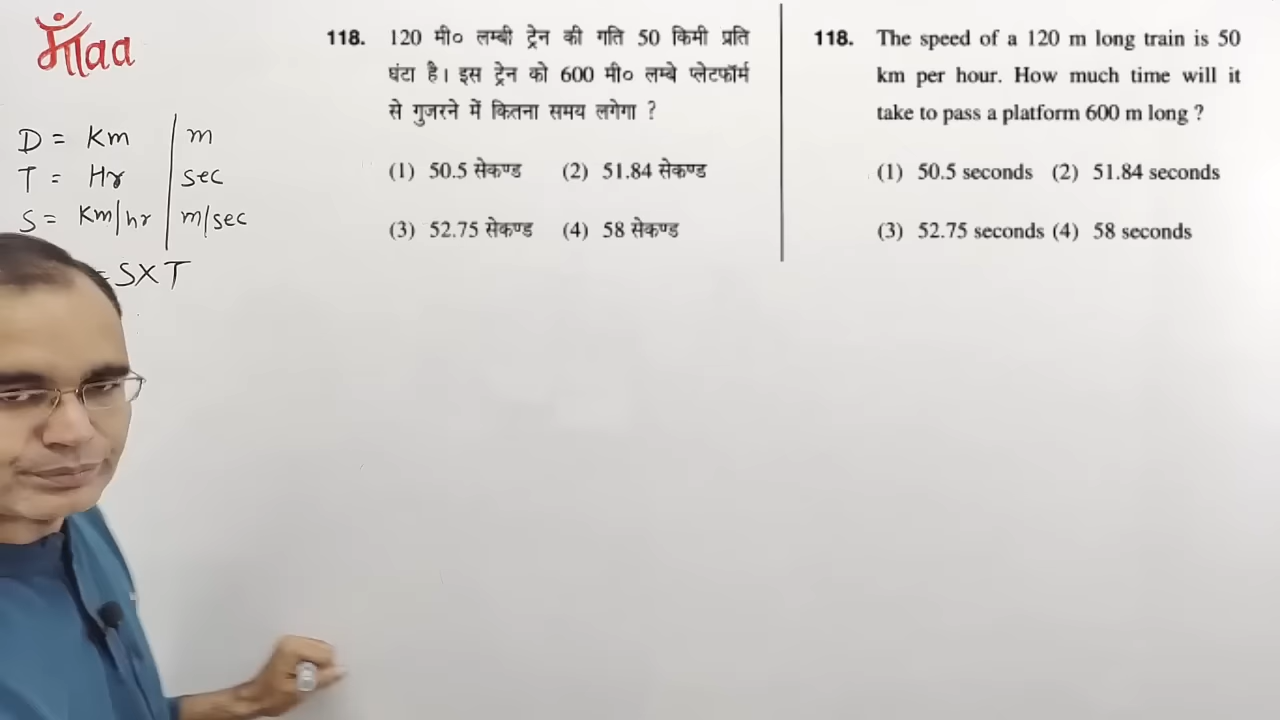 माँaa
D = Km | m
T = Hr | sec
S = Km/hr | m/sec
= S X T
118. 120 मी० लम्बी ट्रेन की गति 50 किमी प्रति
घंटा है। इस ट्रेन को 600 मी० लम्बे प्लेटफॉर्म
से गुजरने में कितना समय लगेगा ?
(1) 50.5 सेकण्ड (2) 51.84 सेकण्ड
(3) 52.75 सेकण्ड (4) 58 सेकण्ड
118. The speed of a 120 m long train is 50
km per hour. How much time will it
take to pass a platform 600 m long ?
(1) 50.5 seconds (2) 51.84 seconds
(3) 52.75 seconds (4) 58 seconds